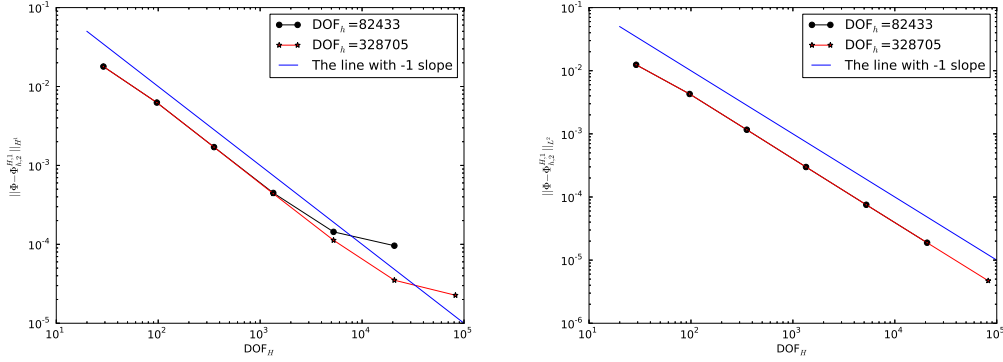 10^{-1}
10^{-2}
10^{-3}
10^{-4}
10^{-5}
||Φ−Φ_{h,2}^{H,1}||_{H^1}
10^1
10^2
10^3
10^4
10^5
DOF_H
DOF_h=82433
DOF_h=328705
The line with -1 slope
10^{-1}
10^{-2}
10^{-3}
10^{-4}
10^{-5}
10^{-6}
||Φ−Φ_{h,2}^{H,1}||_{L^2}
10^1
10^2
10^3
10^4
10^5
DOF_H
DOF_h=82433
DOF_h=328705
The line with -1 slope